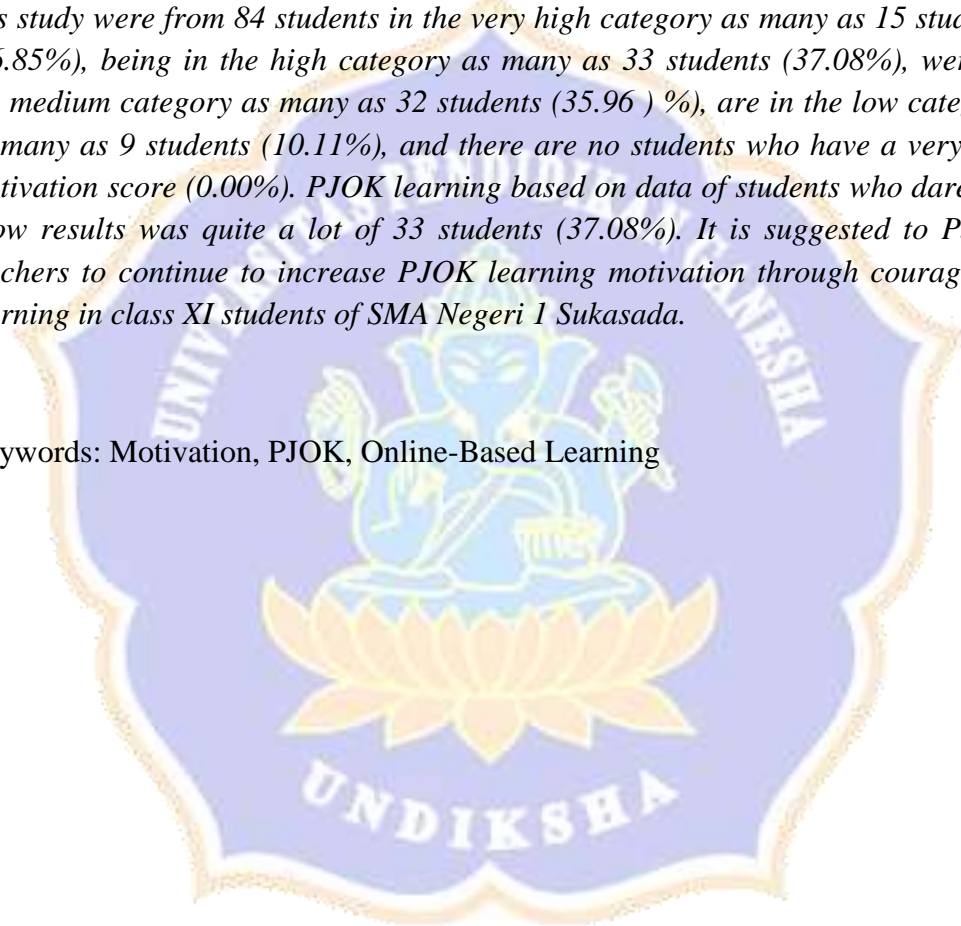 s study were from 84 students in the very high category as many as 15 stud
6.85%), being in the high category as many as 33 students (37.08%), wer
medium category as many as 32 students (35.96 ) %), are in the low categ
many as 9 students (10.11%), and there are no students who have a very
tivation score (0.00%). PJOK learning based on data of students who dare
ow results was quite a lot of 33 students (37.08%). It is suggested to P
chers to continue to increase PJOK learning motivation through courag
rning in class XI students of SMA Negeri 1 Sukasada.
UNIVERSITAS PENDIDIKAN GANESHA
ywords: Motivation, PJOK, Online-Based Learning
UNDIKSHA